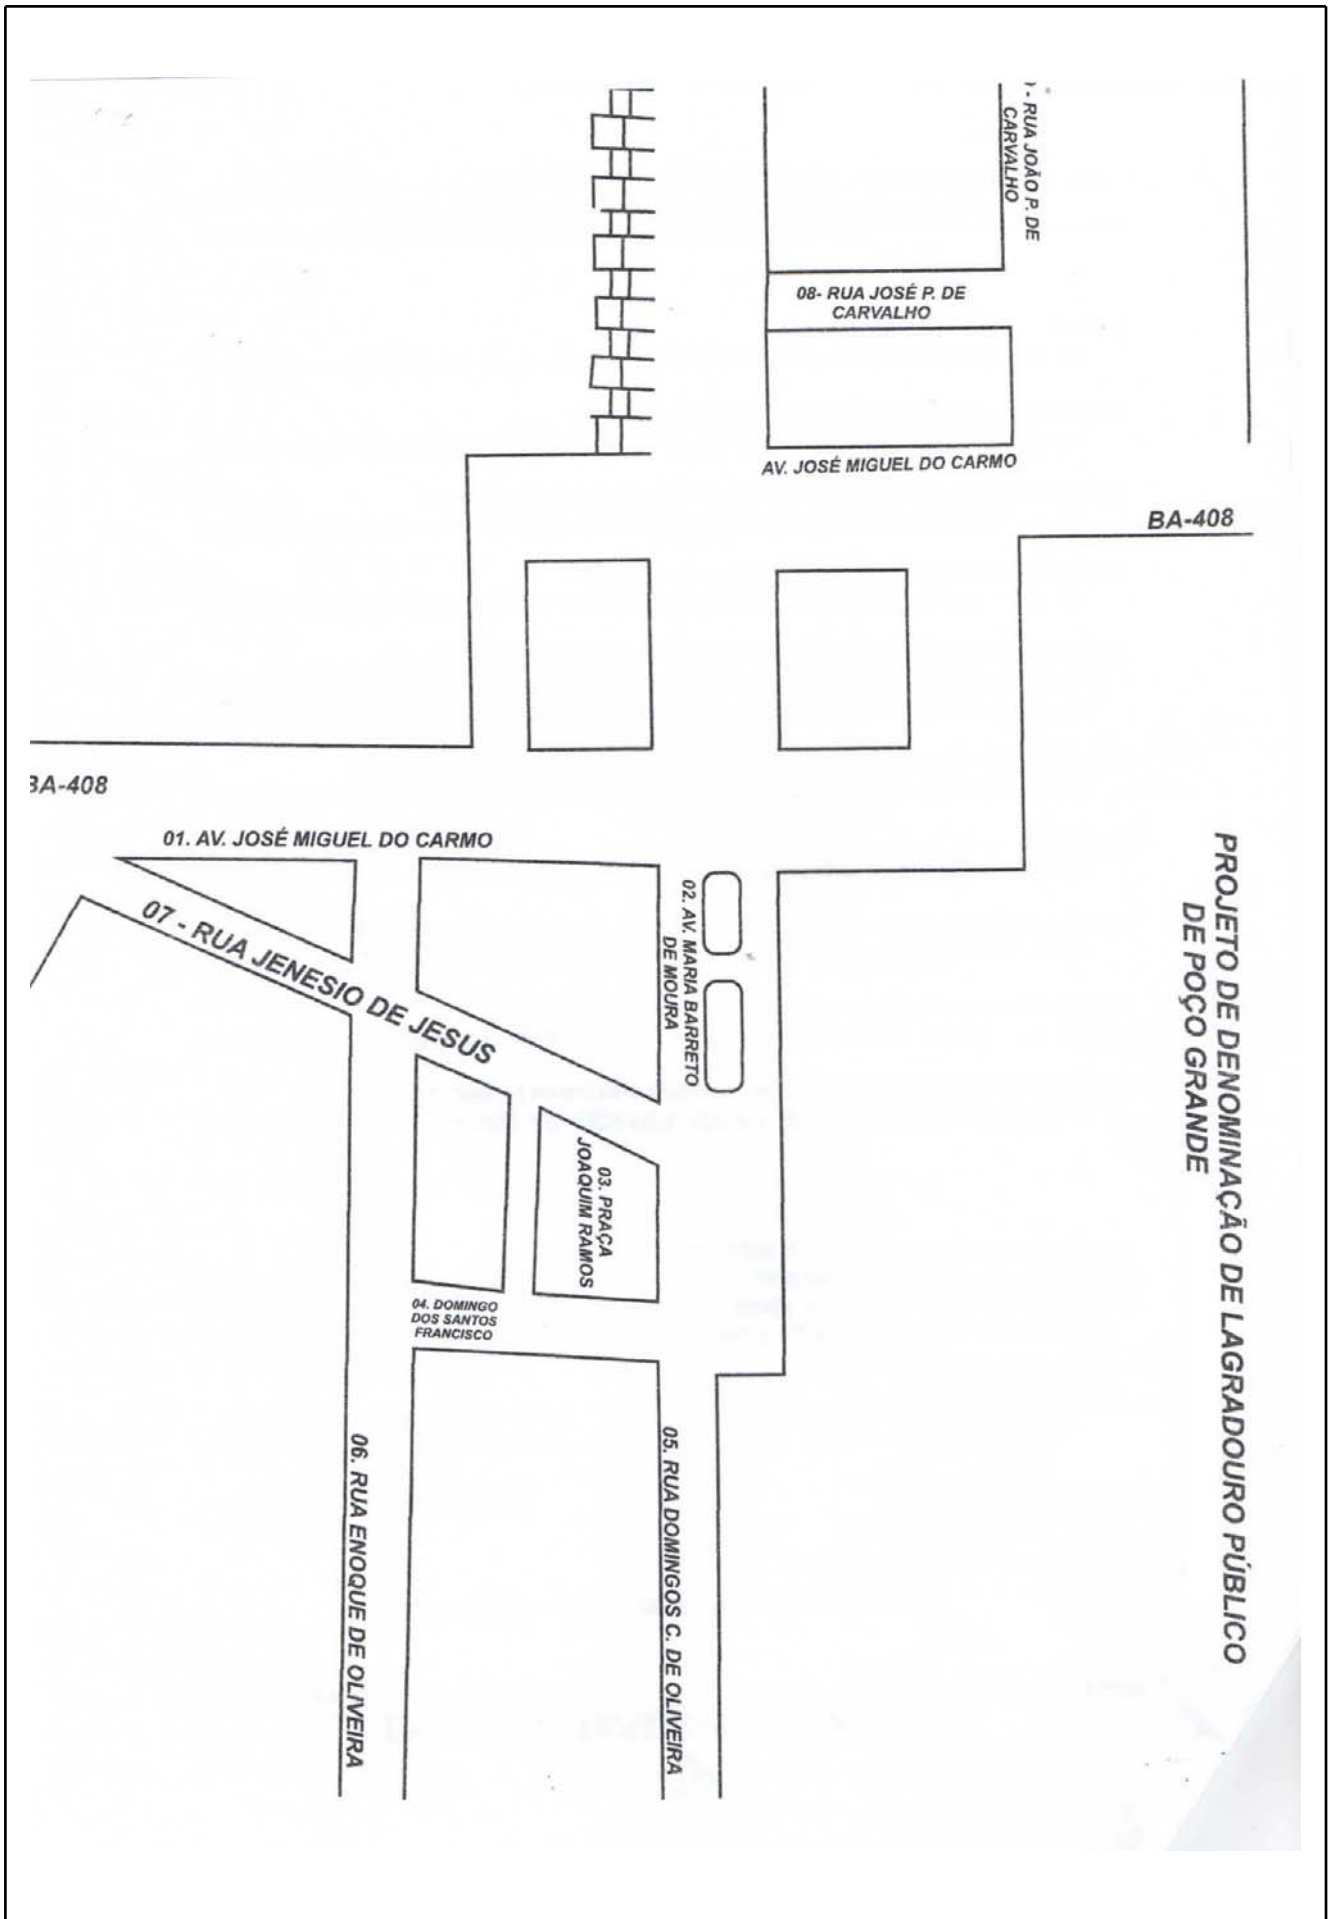 ) - RUA JOÃO P. DE
CARVALHO
08- RUA JOSÉ P. DE
CARVALHO
AV. JOSÉ MIGUEL DO CARMO
BA-408
BA-408
01. AV. JOSÉ MIGUEL DO CARMO
02. AV. MARIA BARRETO
DE MOURA
07 - RUA JENESIO DE JESUS
03. PRAÇA
JOAQUIM RAMOS
04. DOMINGO
DOS SANTOS
FRANCISCO
05. RUA DOMINGOS C. DE OLIVEIRA
06. RUA ENOQUE DE OLIVEIRA
PROJETO DE DENOMINAÇÃO DE LAGRADOURO PÚBLICO
DE POÇO GRANDE